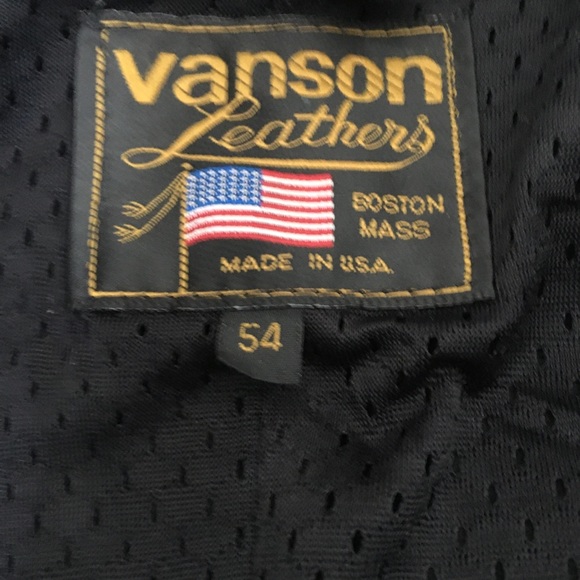 vanson
Leathers
BOSTON
MASS
MADE IN U.S.A.
54